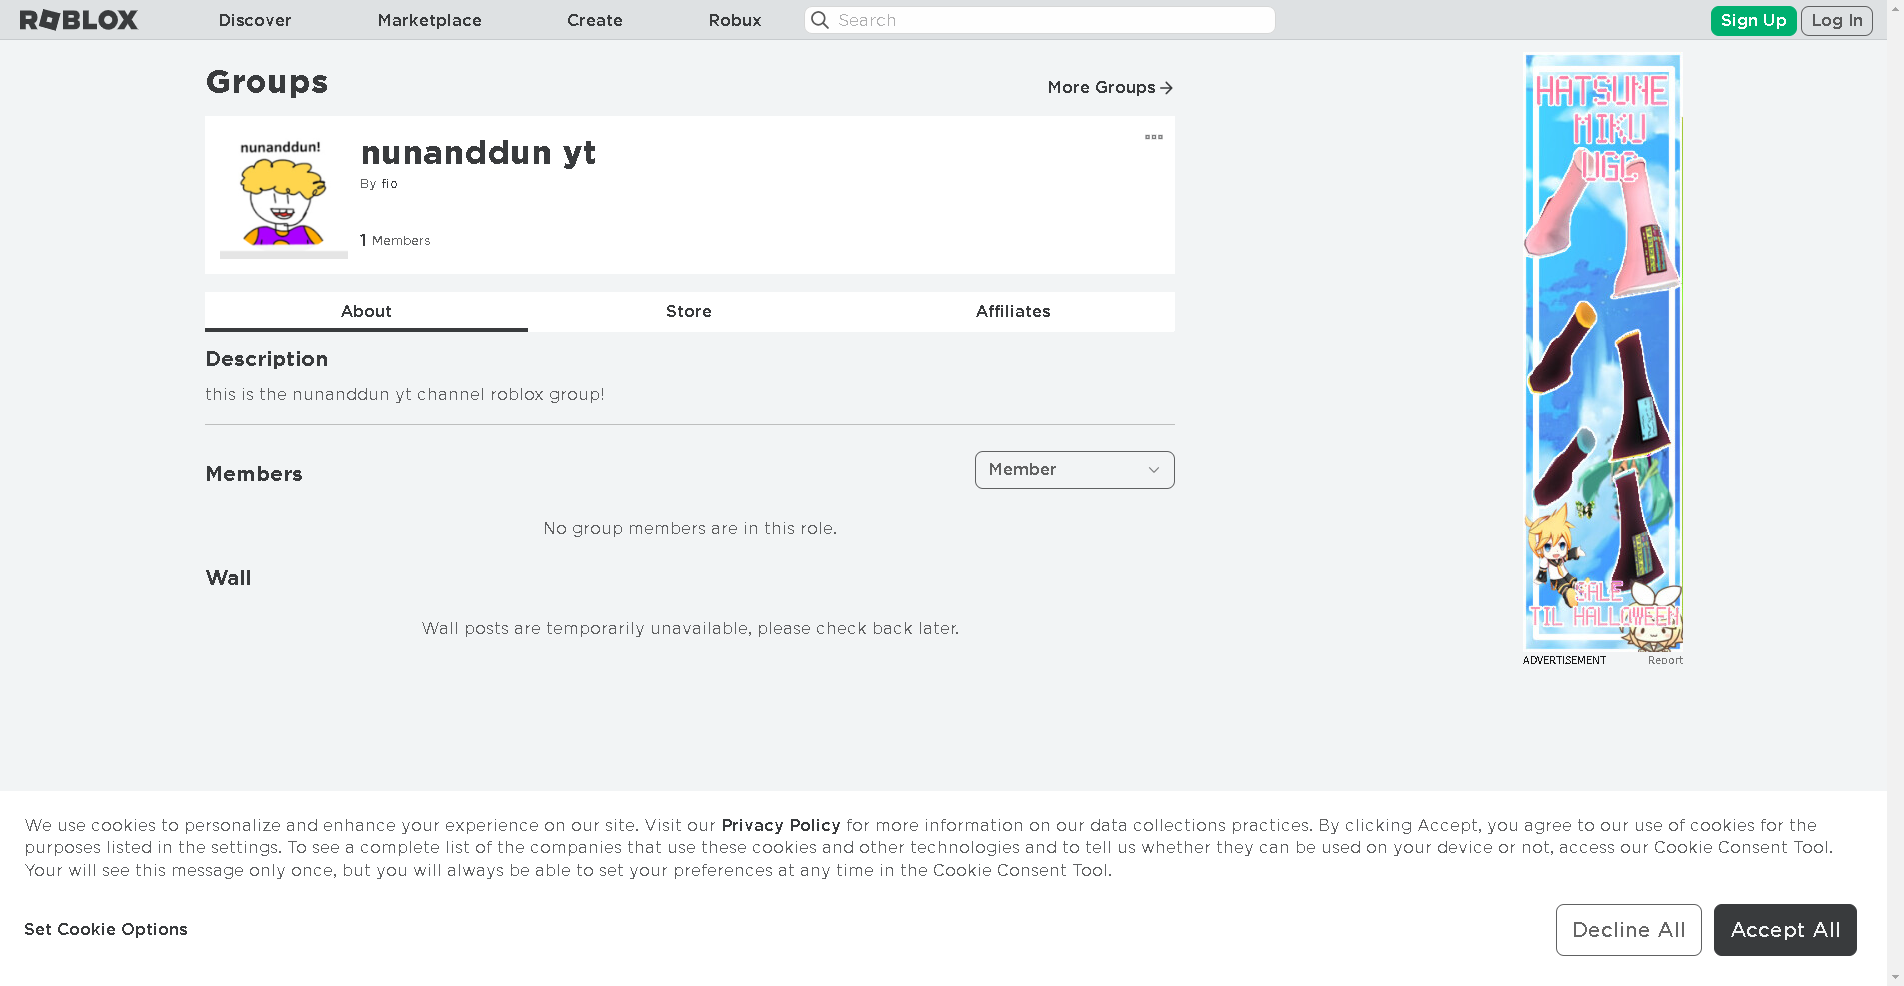 ROBLOX
Discover
Marketplace
Create
Robux
Search
Sign Up
Log In
Groups
More Groups
nunanddun!
nunanddun yt
By fio
1 Members
About
Store
Affiliates
Description
this is the nunanddun yt channel roblox group!
Members
Member
No group members are in this role.
Wall
Wall posts are temporarily unavailable, please check back later.
HATSUNE
MIKU
UGC
SALE
TIL HALLOWEEN
ADVERTISEMENT
Report
We use cookies to personalize and enhance your experience on our site. Visit our Privacy Policy for more information on our data collections practices. By clicking Accept, you agree to our use of cookies for the
purposes listed in the settings. To see a complete list of the companies that use these cookies and other technologies and to tell us whether they can be used on your device or not, access our Cookie Consent Tool.
Your will see this message only once, but you will always be able to set your preferences at any time in the Cookie Consent Tool.
Set Cookie Options
Decline All
Accept All